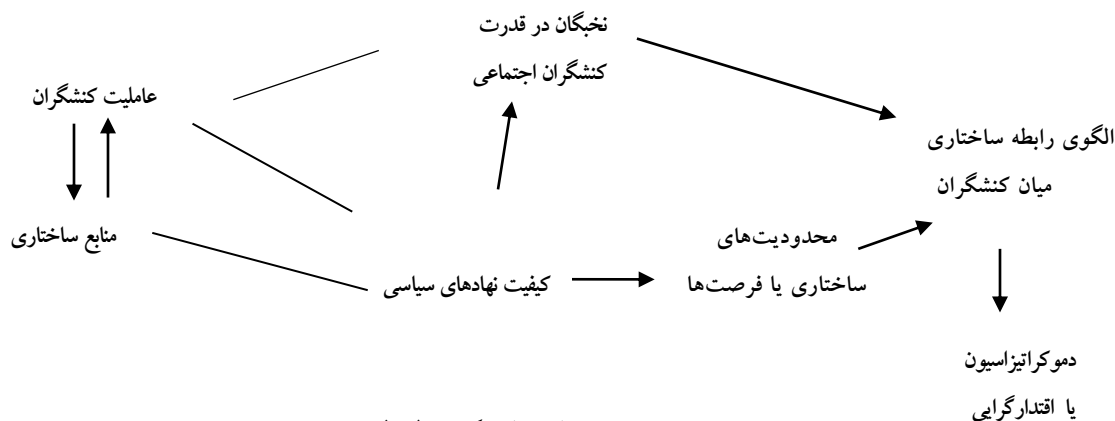 نخبگان در قدرت
کنشگران اجتماعی
عاملیت کنشگران
الگوی رابطه ساختاری
میان کنشگران
منابع ساختاری
محدودیت‌های
ساختاری یا فرصت‌ها
کیفیت نهادهای سیاسی
دموکراتیزاسیون
یا اقتدارگرایی